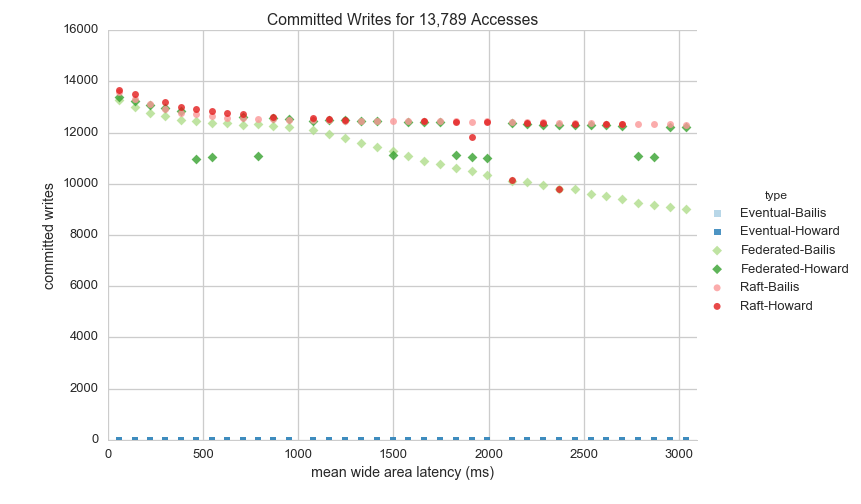 Committed Writes for 13,789 Accesses
16000
14000
12000
10000
8000
6000
4000
2000
0
committed writes
0 500 1000 1500 2000 2500 3000
mean wide area latency (ms)
type
Eventual-Bailis
Eventual-Howard
Federated-Bailis
Federated-Howard
Raft-Bailis
Raft-Howard